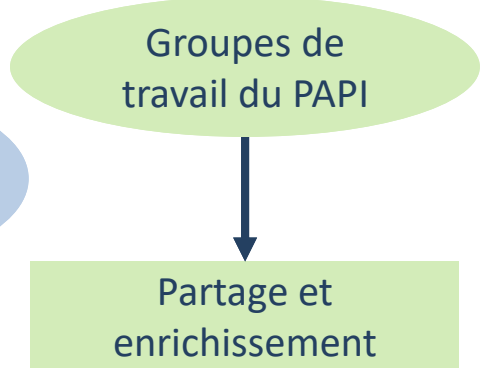 Groupes de
travail du PAPI
Partage et
enrichissement